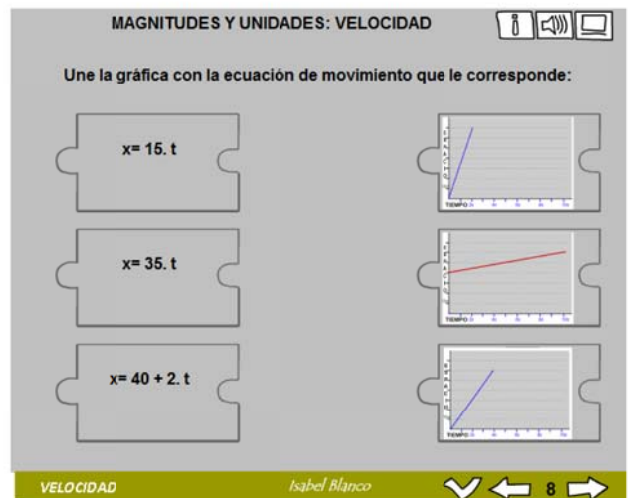 MAGNITUDES Y UNIDADES: VELOCIDAD
Une la gráfica con la ecuación de movimiento que le corresponde:
x= 15. t
TIEMPO
x= 35. t
TIEMPO
x= 40 + 2. t
TIEMPO
VELOCIDAD
Isabel Blanco
8